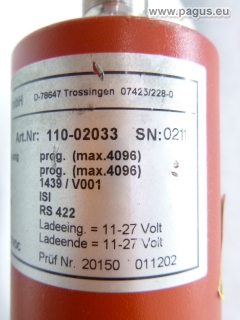 © www.pagus.eu
mbH
D-78647 Trossingen 07423/228-0
Art.Nr: 110-02033 SN:0211
prog. (max.4096)
prog. (max.4096)
1439 / V001
ISI
RS 422
Ladeeing. = 11-27 Volt
Ladeende = 11-27 Volt
Prüf Nr. 20150 011202